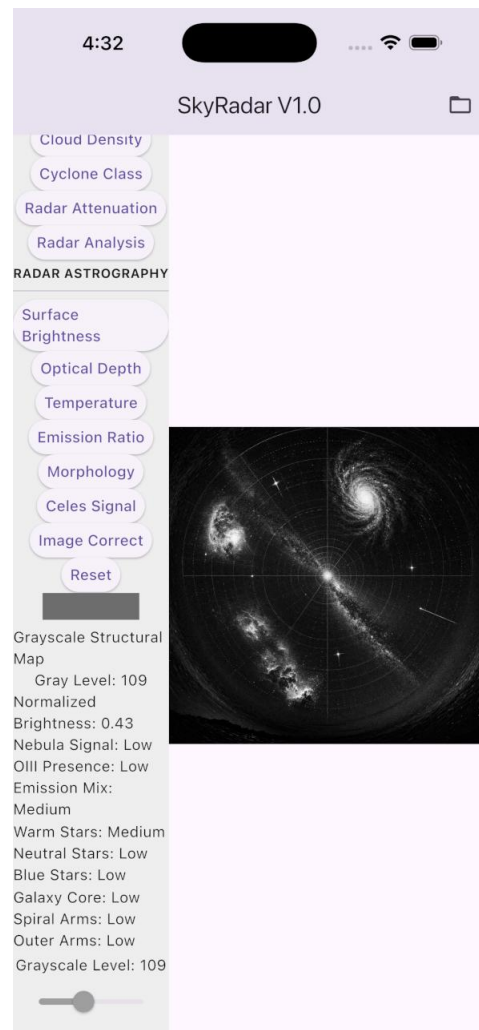 4:32
SkyRadar V1.0
Cloud Density
Cyclone Class
Radar Attenuation
Radar Analysis
RADAR ASTROGRAPHY
Surface
Brightness
Optical Depth
Temperature
Emission Ratio
Morphology
Celes Signal
Image Correct
Reset
Grayscale Structural
Map
Gray Level: 109
Normalized
Brightness: 0.43
Nebula Signal: Low
OIII Presence: Low
Emission Mix:
Medium
Warm Stars: Medium
Neutral Stars: Low
Blue Stars: Low
Galaxy Core: Low
Spiral Arms: Low
Outer Arms: Low
Grayscale Level: 109